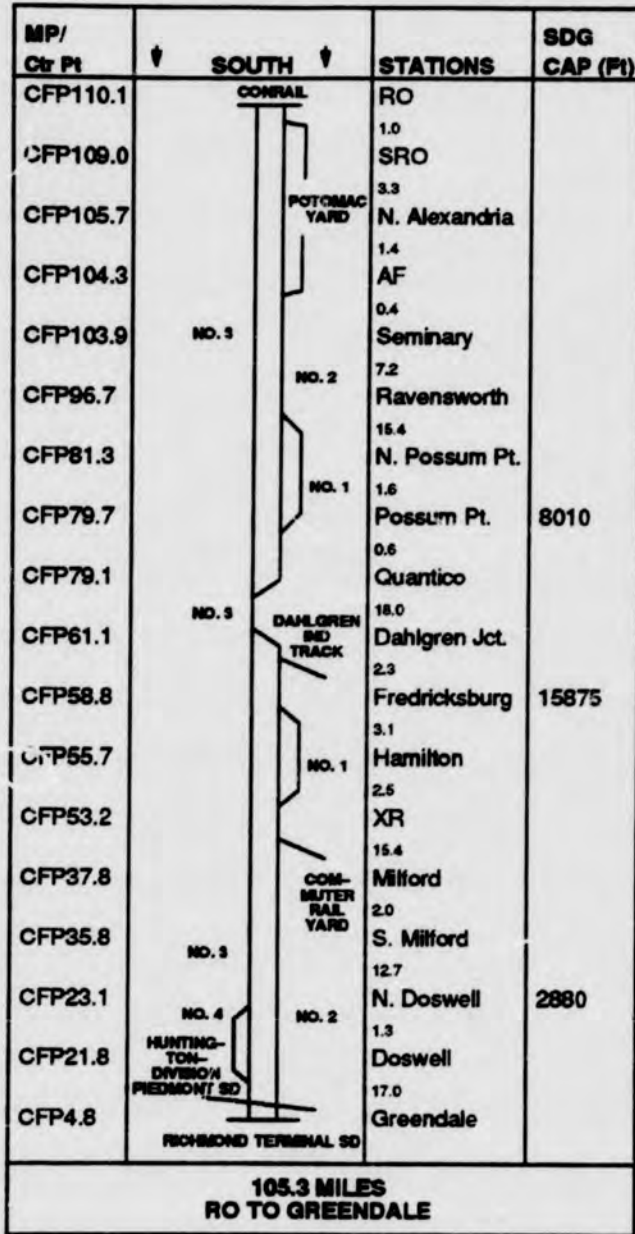 MP/ SDG
Ctr Pt SOUTH STATIONS CAP (Ft)
CFP110.1 CONRAIL RO
1.0
CFP109.0 SRO
3.3
POTOMAC
YARD
CFP105.7 N. Alexandria
1.4
CFP104.3 AF
0.4
CFP103.9 NO. 3 Seminary
7.2
NO. 2
CFP96.7 Ravensworth
15.4
CFP81.3 N. Possum Pt.
NO. 1 1.6
CFP79.7 Possum Pt. 8010
0.6
CFP79.1 Quantico
18.0
NO. 3 DAHLGREN
IND
TRACK
CFP61.1 Dahlgren Jct.
2.3
CFP58.8 Fredricksburg 15875
3.1
CFP55.7 NO. 1 Hamilton
2.5
CFP53.2 XR
15.4
CFP37.8 COM-
MUTER
RAIL
YARD
Milford
2.0
CFP35.8 NO. 3 S. Milford
12.7
CFP23.1 NO. 4 NO. 2 N. Doswell 2880
1.3
CFP21.8 HUNTING-
TON-
DIVISION
PIEDMONT SD
Doswell
17.0
CFP4.8 Greendale
RICHMOND TERMINAL SD
105.3 MILES
RO TO GREENDALE